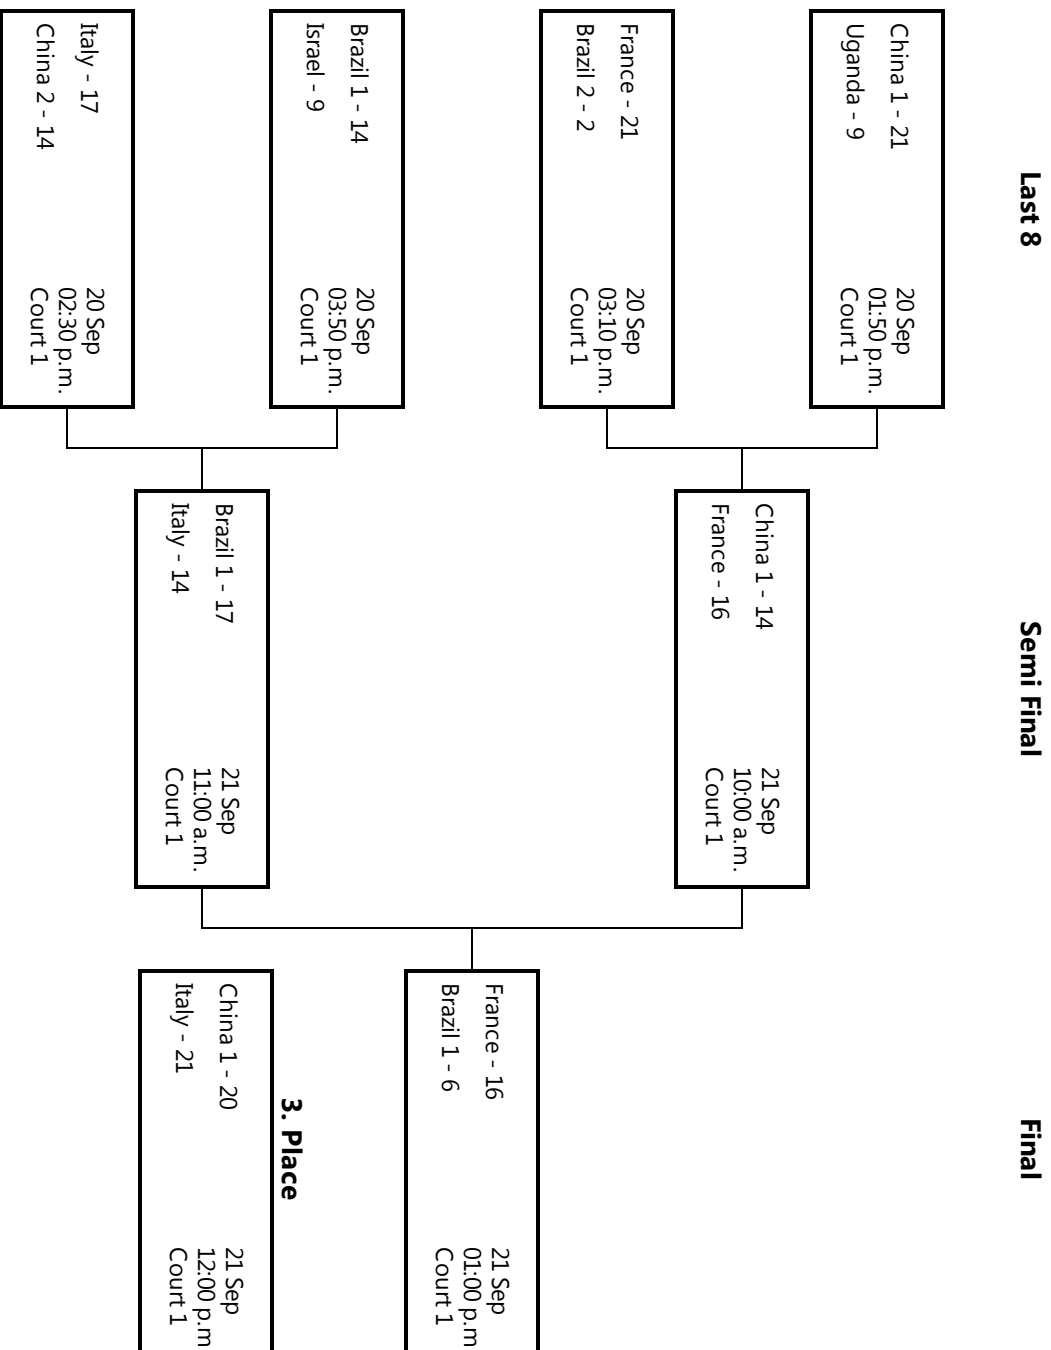 Last 8
Semi Final
Final
China 1 - 21
Uganda - 9
20 Sep
01:50 p.m.
Court 1
France - 21
Brazil 2 - 2
20 Sep
03:10 p.m.
Court 1
Brazil 1 - 14
Israel - 9
20 Sep
03:50 p.m.
Court 1
Italy - 17
China 2 - 14
20 Sep
02:30 p.m.
Court 1
China 1 - 14
France - 16
21 Sep
10:00 a.m.
Court 1
Brazil 1 - 17
Italy - 14
21 Sep
11:00 a.m.
Court 1
France - 16
Brazil 1 - 6
21 Sep
01:00 p.m
Court 1
3. Place
China 1 - 20
Italy - 21
21 Sep
12:00 p.m
Court 1